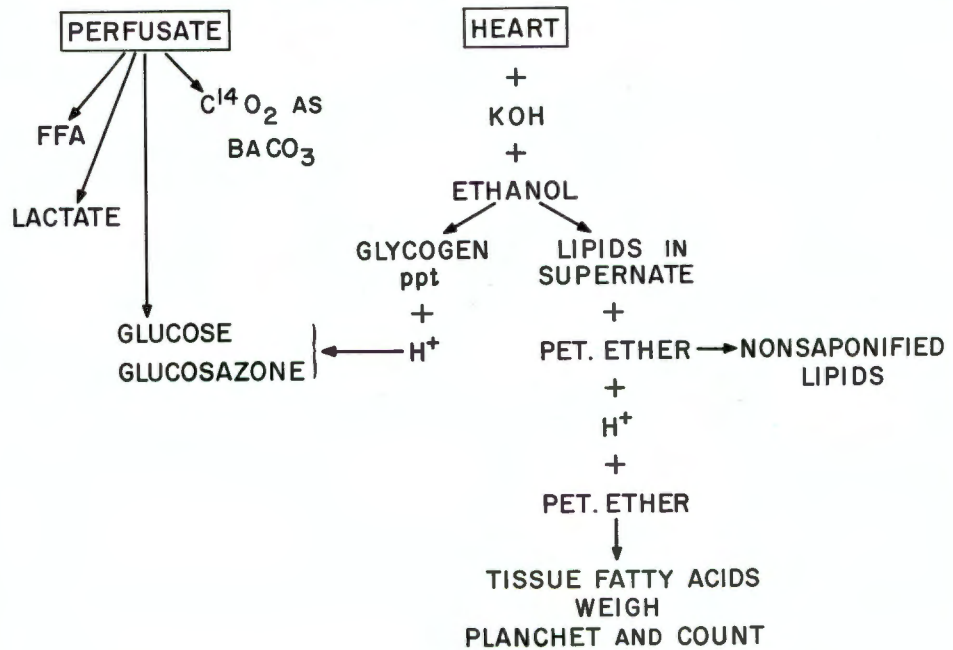 PERFUSATE
FFA
LACTATE
C¹⁴O₂ AS
BACO₃
GLUCOSE
GLUCOSAZONE
HEART
+
KOH
+
ETHANOL
GLYCOGEN
ppt
+
H⁺
LIPIDS IN
SUPERNATE
+
PET. ETHER
NONSAPONIFIED
LIPIDS
+
H⁺
+
PET. ETHER
TISSUE FATTY ACIDS
WEIGH
PLANCHET AND COUNT